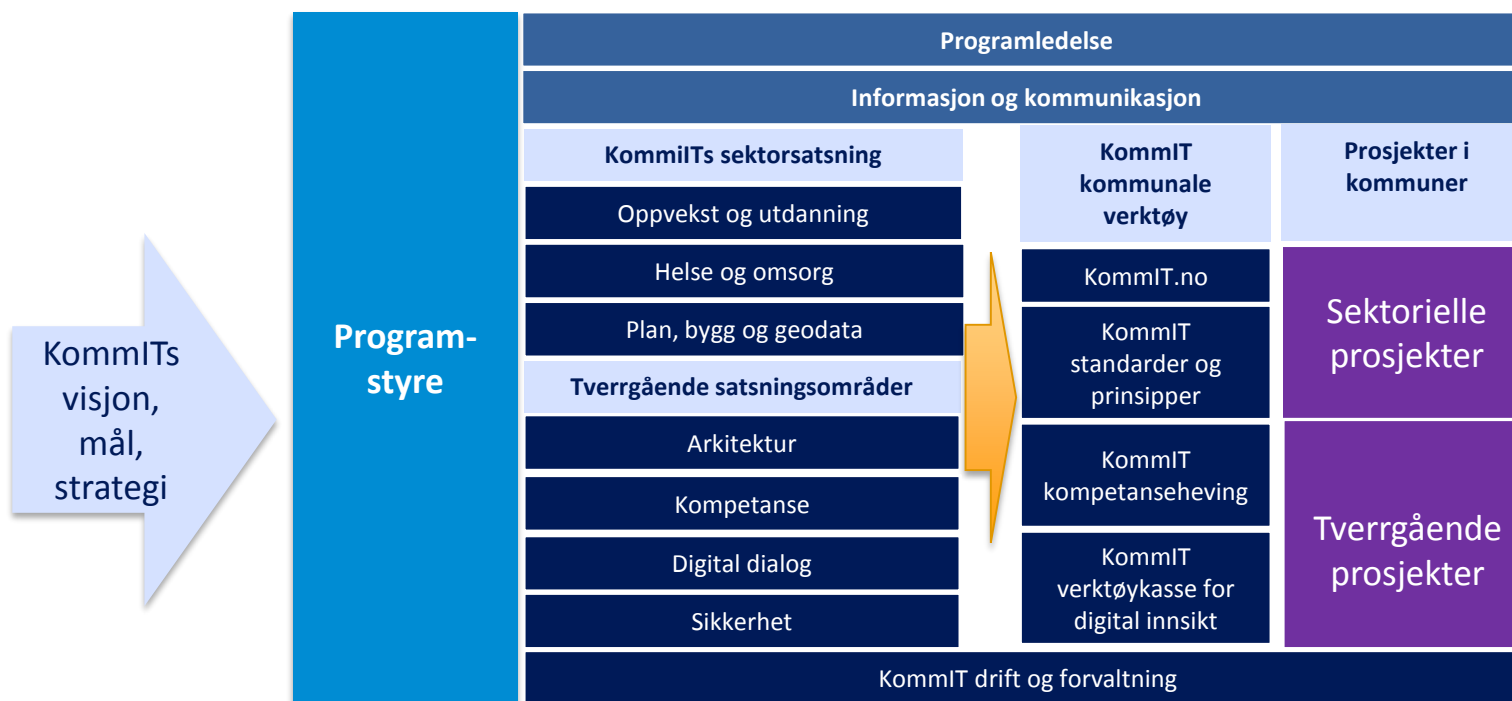 KommITs
visjon,
mål,
strategi
Program-
styre
Programledelse
Informasjon og kommunikasjon
KommiITs sektorsatsning
Oppvekst og utdanning
Helse og omsorg
Plan, bygg og geodata
Tverrgående satsningsområder
Arkitektur
Kompetanse
Digital dialog
Sikkerhet
KommIT
kommunale
verktøy
KommIT.no
KommIT
standarder og
prinsipper
KommIT
kompetanseheving
KommIT
verktøykasse for
digital innsikt
Prosjekter i
kommuner
Sektorielle
prosjekter
Tverrgående
prosjekter
KommIT drift og forvaltning